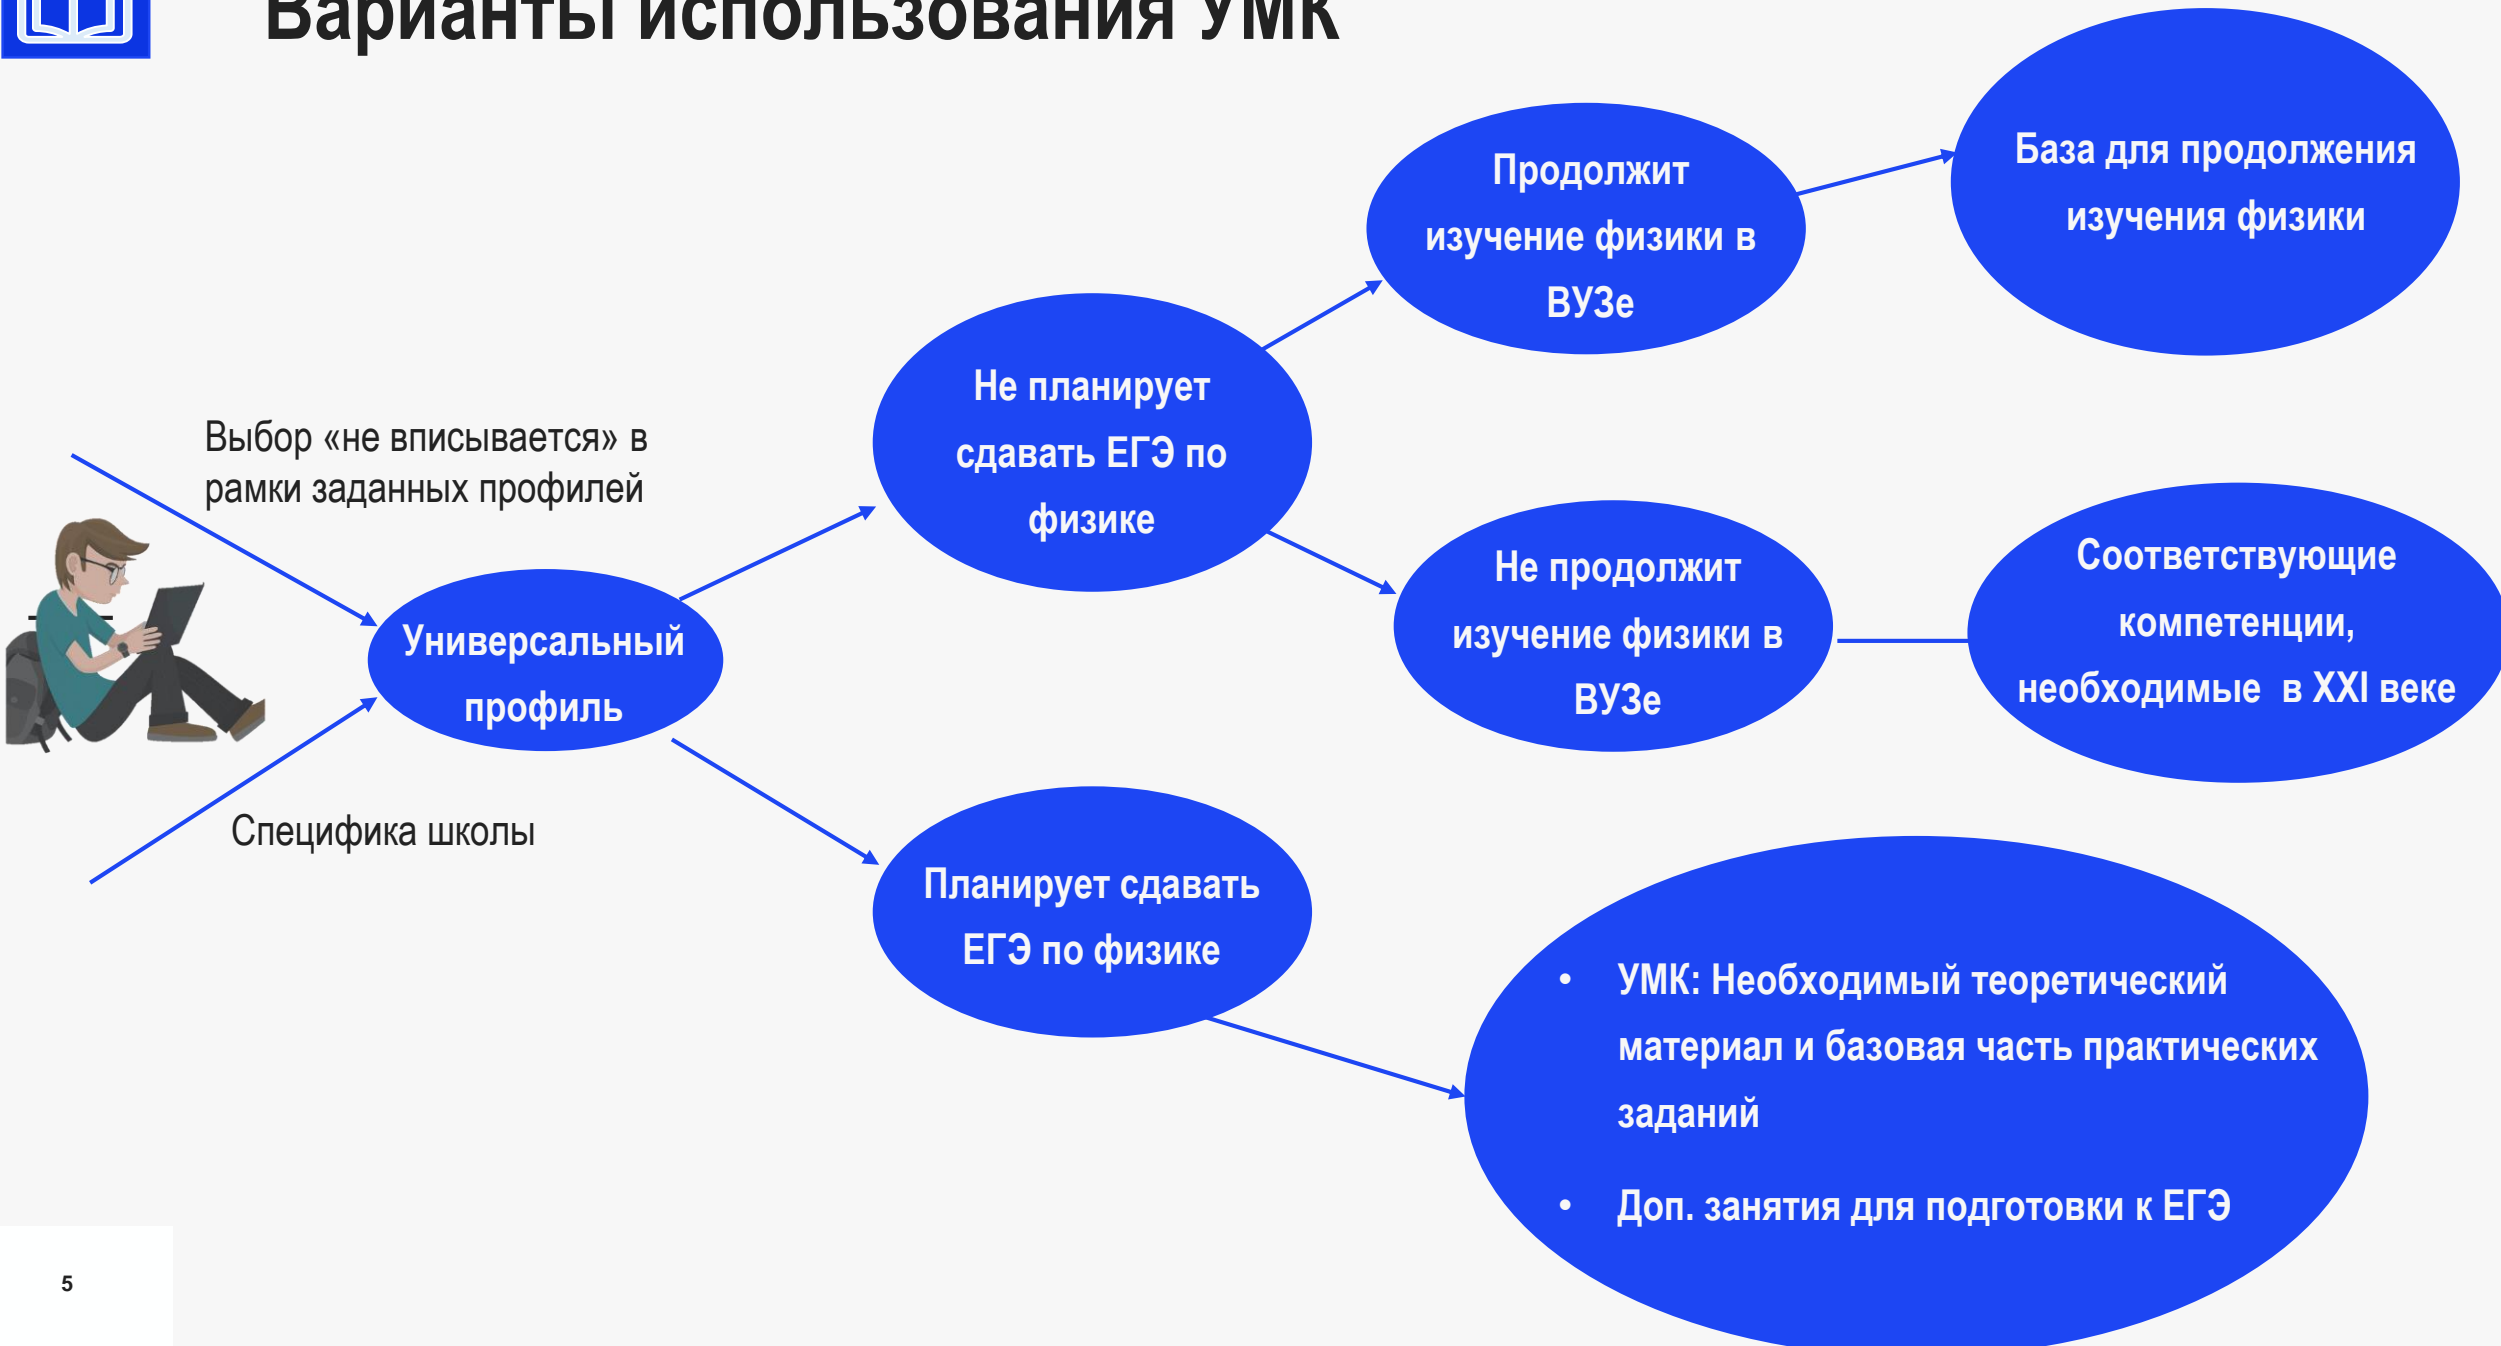 Варианты использования УМК
База для продолжения
изучения физики
Продолжит
изучение физики в
ВУЗе
Не планирует
сдавать ЕГЭ по
физике
Выбор «не вписывается» в
рамки заданных профилей
Не продолжит
изучение физики в
ВУЗе
Соответствующие
компетенции,
необходимые  в XXI веке
Универсальный
профиль
Специфика школы
Планирует сдавать
ЕГЭ по физике
• УМК: Необходимый теоретический
материал и базовая часть практических
заданий
• Доп. занятия для подготовки к ЕГЭ
5